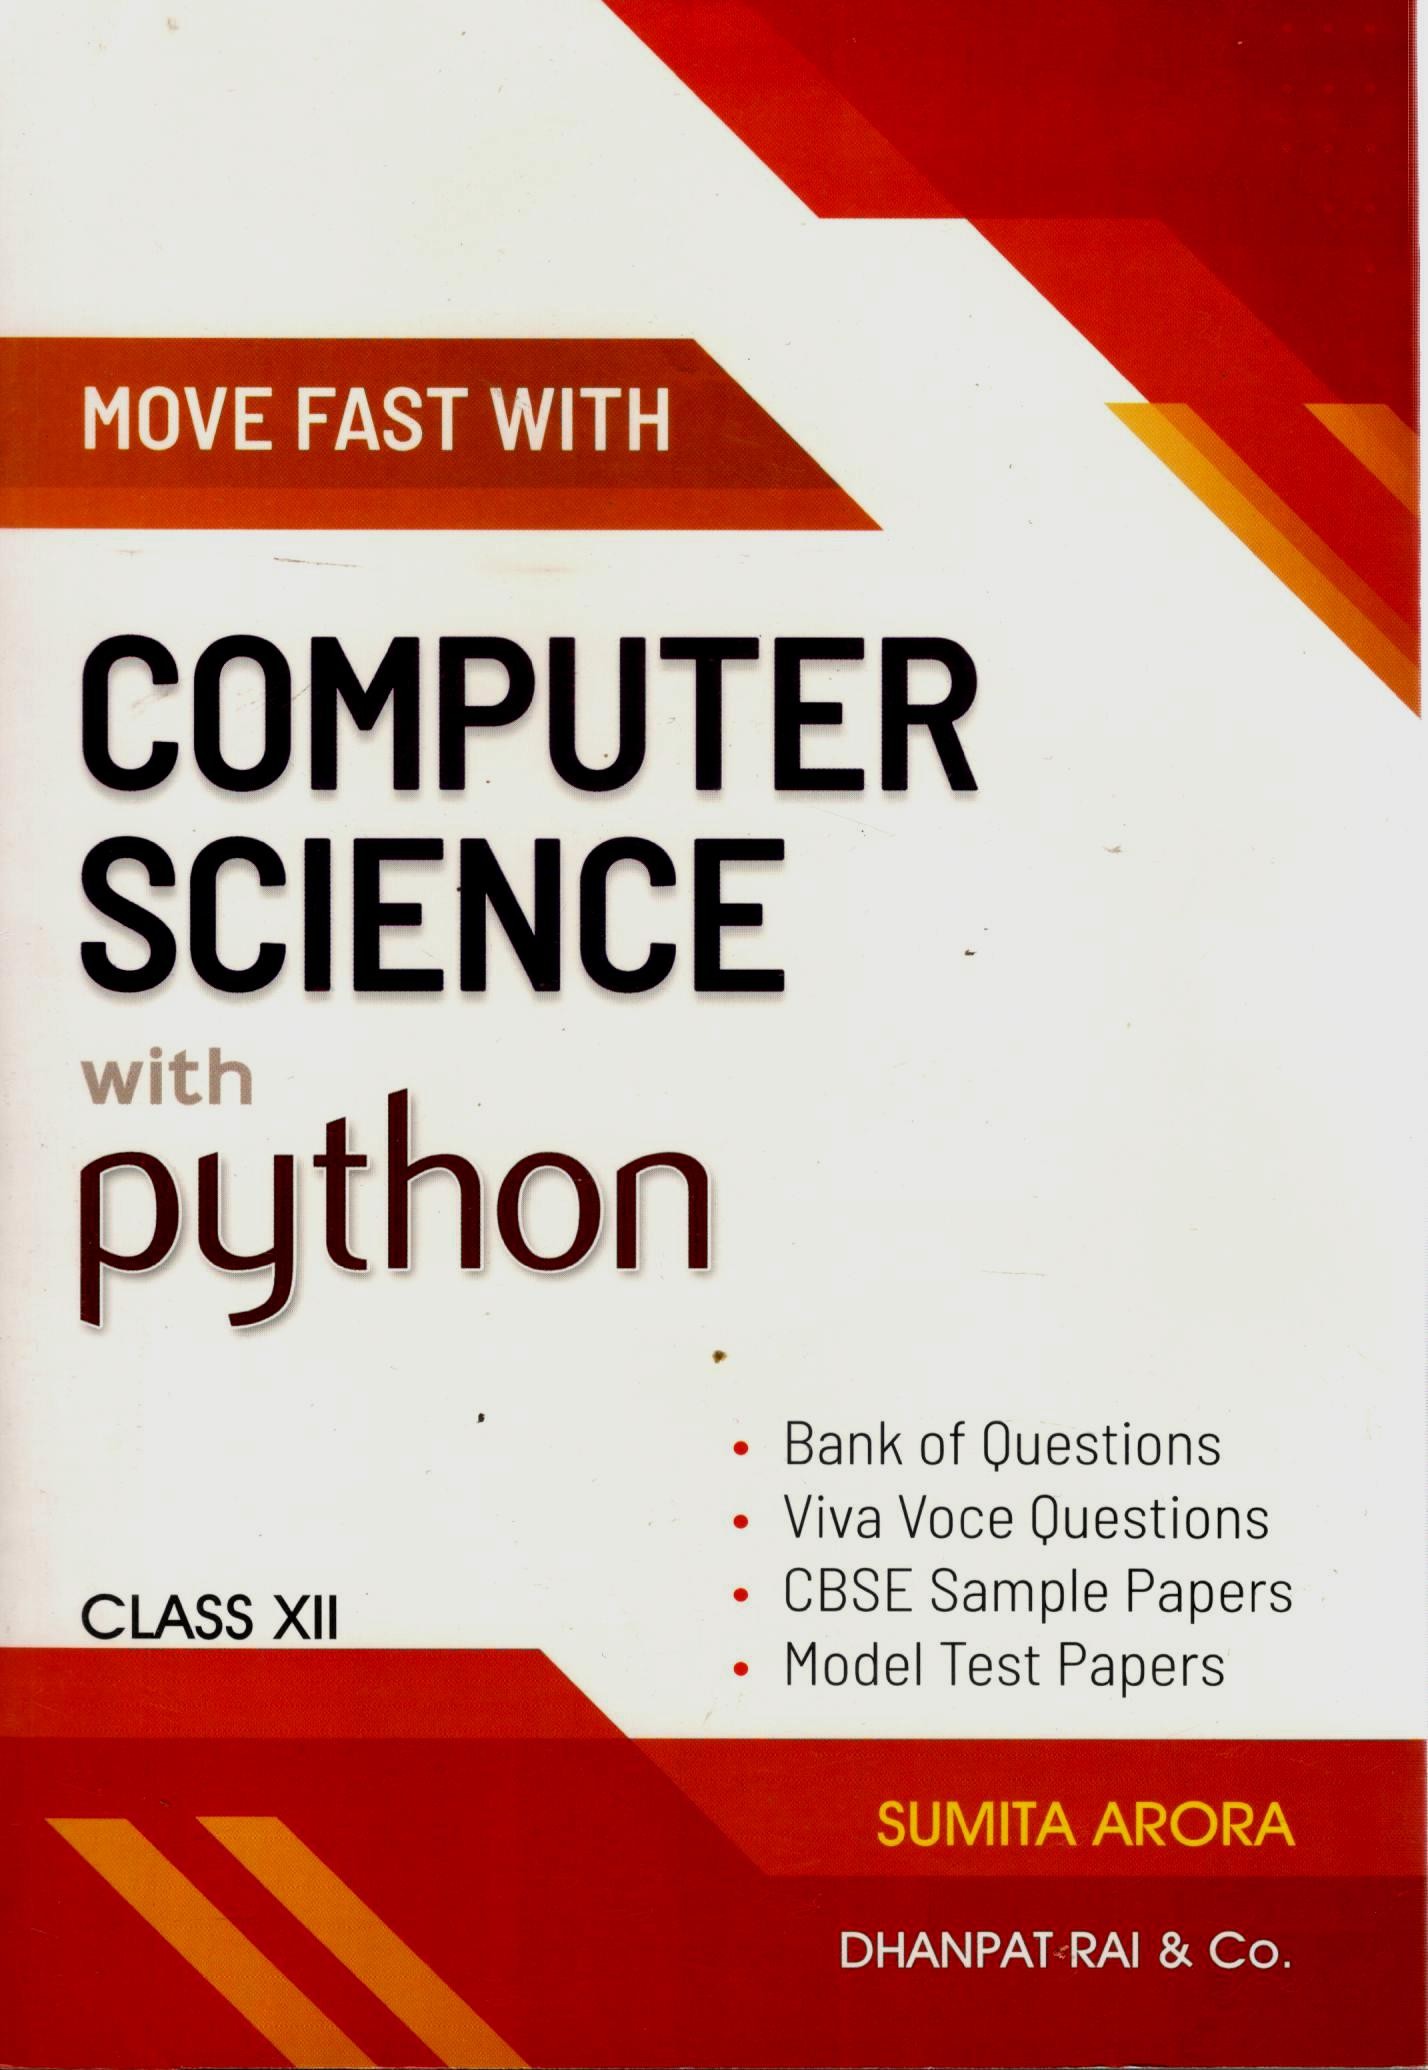 MOVE FAST WITH
COMPUTER
SCIENCE
with
python
• Bank of Questions
• Viva Voce Questions
• CBSE Sample Papers
• Model Test Papers
CLASS XII
SUMITA ARORA
DHANPAT RAI & Co.